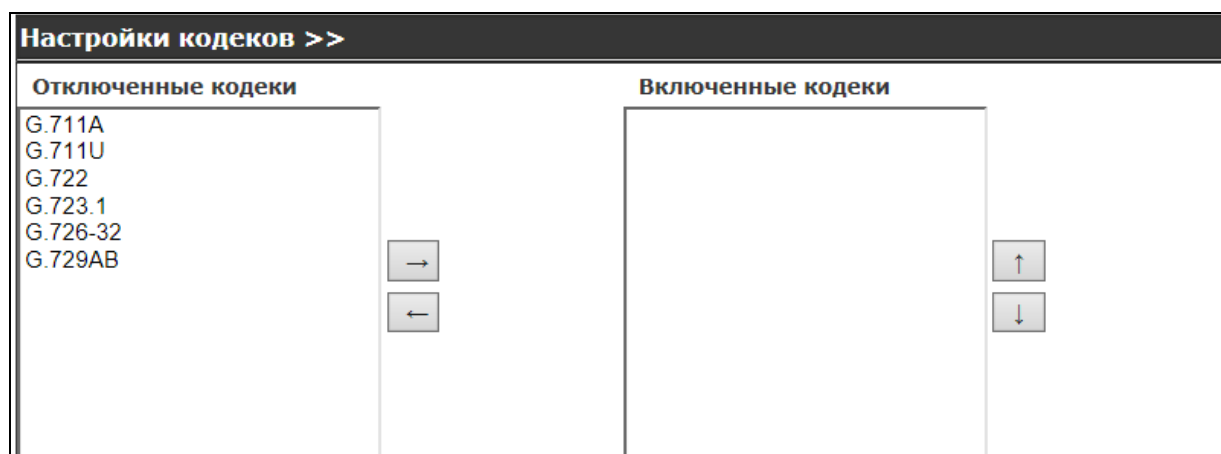 Настройки кодеков >>
Отключенные кодеки
Включенные кодеки
G.711A
G.711U
G.722
G.723.1
G.726-32
G.729AB
→
←
↑
↓